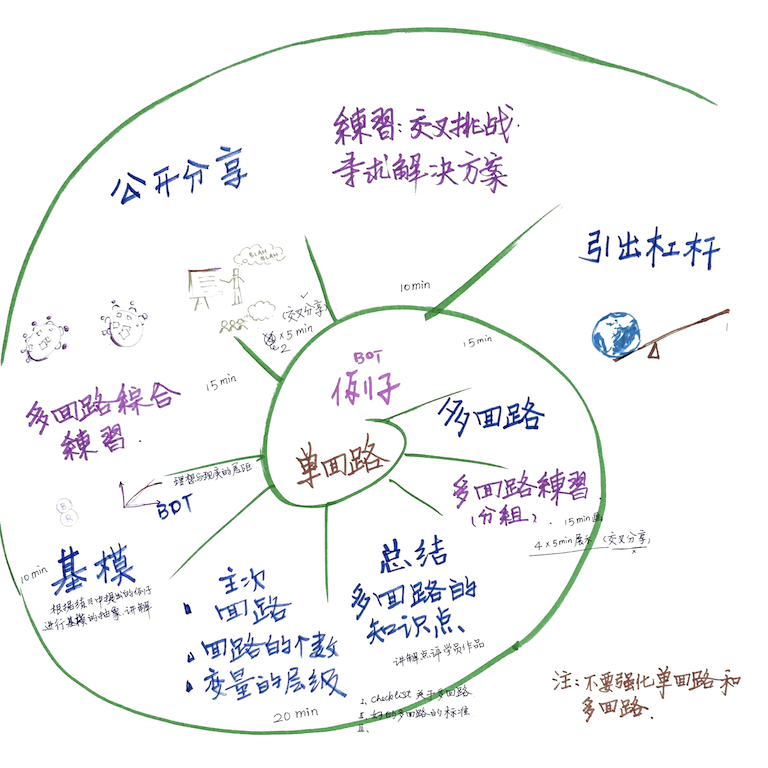 練習：交叉挑战
寻求解决方案
公开分享
引出杠杆
BLAH
BLAH
10 min
(交叉分享)
x 5 min
2
15 min
BOT
例子
15 min
多回路綜合
練習.
多回路
单回路
理想与现实的差距
BOT
多回路練習
(分組). 15 min画
4 x 5min 展示 (交叉分享)
B
R
10 min
基模
根据练习中提出的例子
进行基模的抽象.讲解
主次
回路
回路的个数
变量的层级
20 min
总结
多回路的
知识点、
讲解点评学员作品
I、checklist 关于多回路
II、好的多回路的标准
III、
注：不要强化单回路和
多回路.